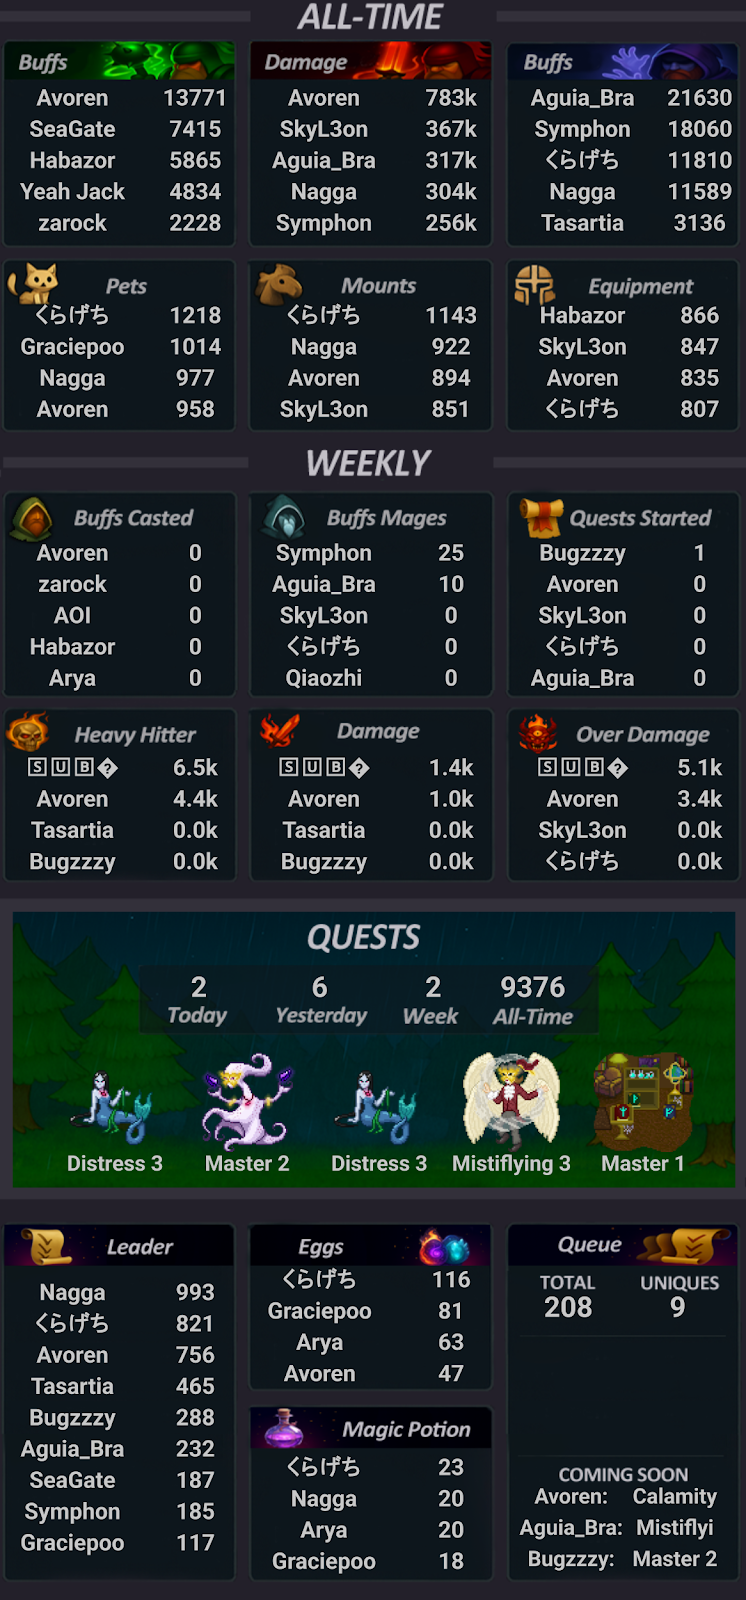 ALL-TIME
Buffs
Avoren 13771
SeaGate 7415
Habazor 5865
Yeah Jack 4834
zarock 2228
Damage
Avoren 783k
SkyL3on 367k
Aguia_Bra 317k
Nagga 304k
Symphon 256k
Buffs
Aguia_Bra 21630
Symphon 18060
くらげち 11810
Nagga 11589
Tasartia 3136
Pets
くらげち 1218
Graciepoo 1014
Nagga 977
Avoren 958
Mounts
くらげち 1143
Nagga 922
Avoren 894
SkyL3on 851
Equipment
Habazor 866
SkyL3on 847
Avoren 835
くらげち 807
WEEKLY
Buffs Casted
Avoren 0
zarock 0
AOI 0
Habazor 0
Arya 0
Buffs Mages
Symphon 25
Aguia_Bra 10
SkyL3on 0
くらげち 0
Qiaozhi 0
Quests Started
Bugzzzy 1
Avoren 0
SkyL3on 0
くらげち 0
Aguia_Bra 0
Heavy Hitter
🅂🅄🄱� 6.5k
Avoren 4.4k
Tasartia 0.0k
Bugzzzy 0.0k
Damage
🅂🅄🄱� 1.4k
Avoren 1.0k
Tasartia 0.0k
Bugzzzy 0.0k
Over Damage
🅂🅄🄱� 5.1k
Avoren 3.4k
SkyL3on 0.0k
くらげち 0.0k
QUESTS
2 6 2 9376
Today Yesterday Week All-Time
Distress 3 Master 2 Distress 3 Mistiflying 3 Master 1
Leader
Nagga 993
くらげち 821
Avoren 756
Tasartia 465
Bugzzzy 288
Aguia_Bra 232
SeaGate 187
Symphon 185
Graciepoo 117
Eggs
くらげち 116
Graciepoo 81
Arya 63
Avoren 47
Magic Potion
くらげち 23
Nagga 20
Arya 20
Graciepoo 18
Queue
TOTAL UNIQUES
208 9
COMING SOON
Avoren: Calamity
Aguia_Bra: Mistiflyi
Bugzzzy: Master 2